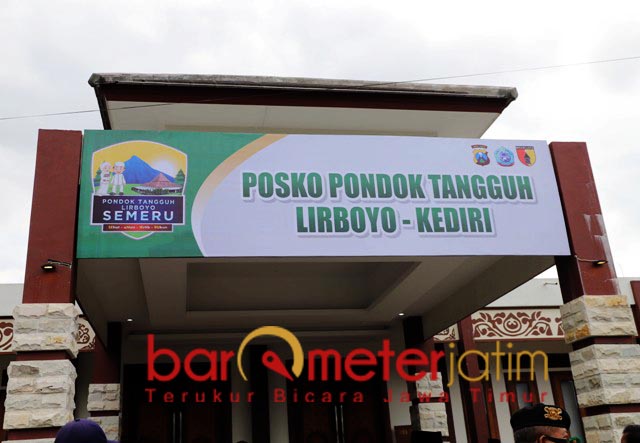 POSKO PONDOK TANGGUH
LIRBOYO - KEDIRI
PONDOK TANGGUH
LIRBOYO
SEMERU
barometerjatim
Terukur Bicara Jawa Timur